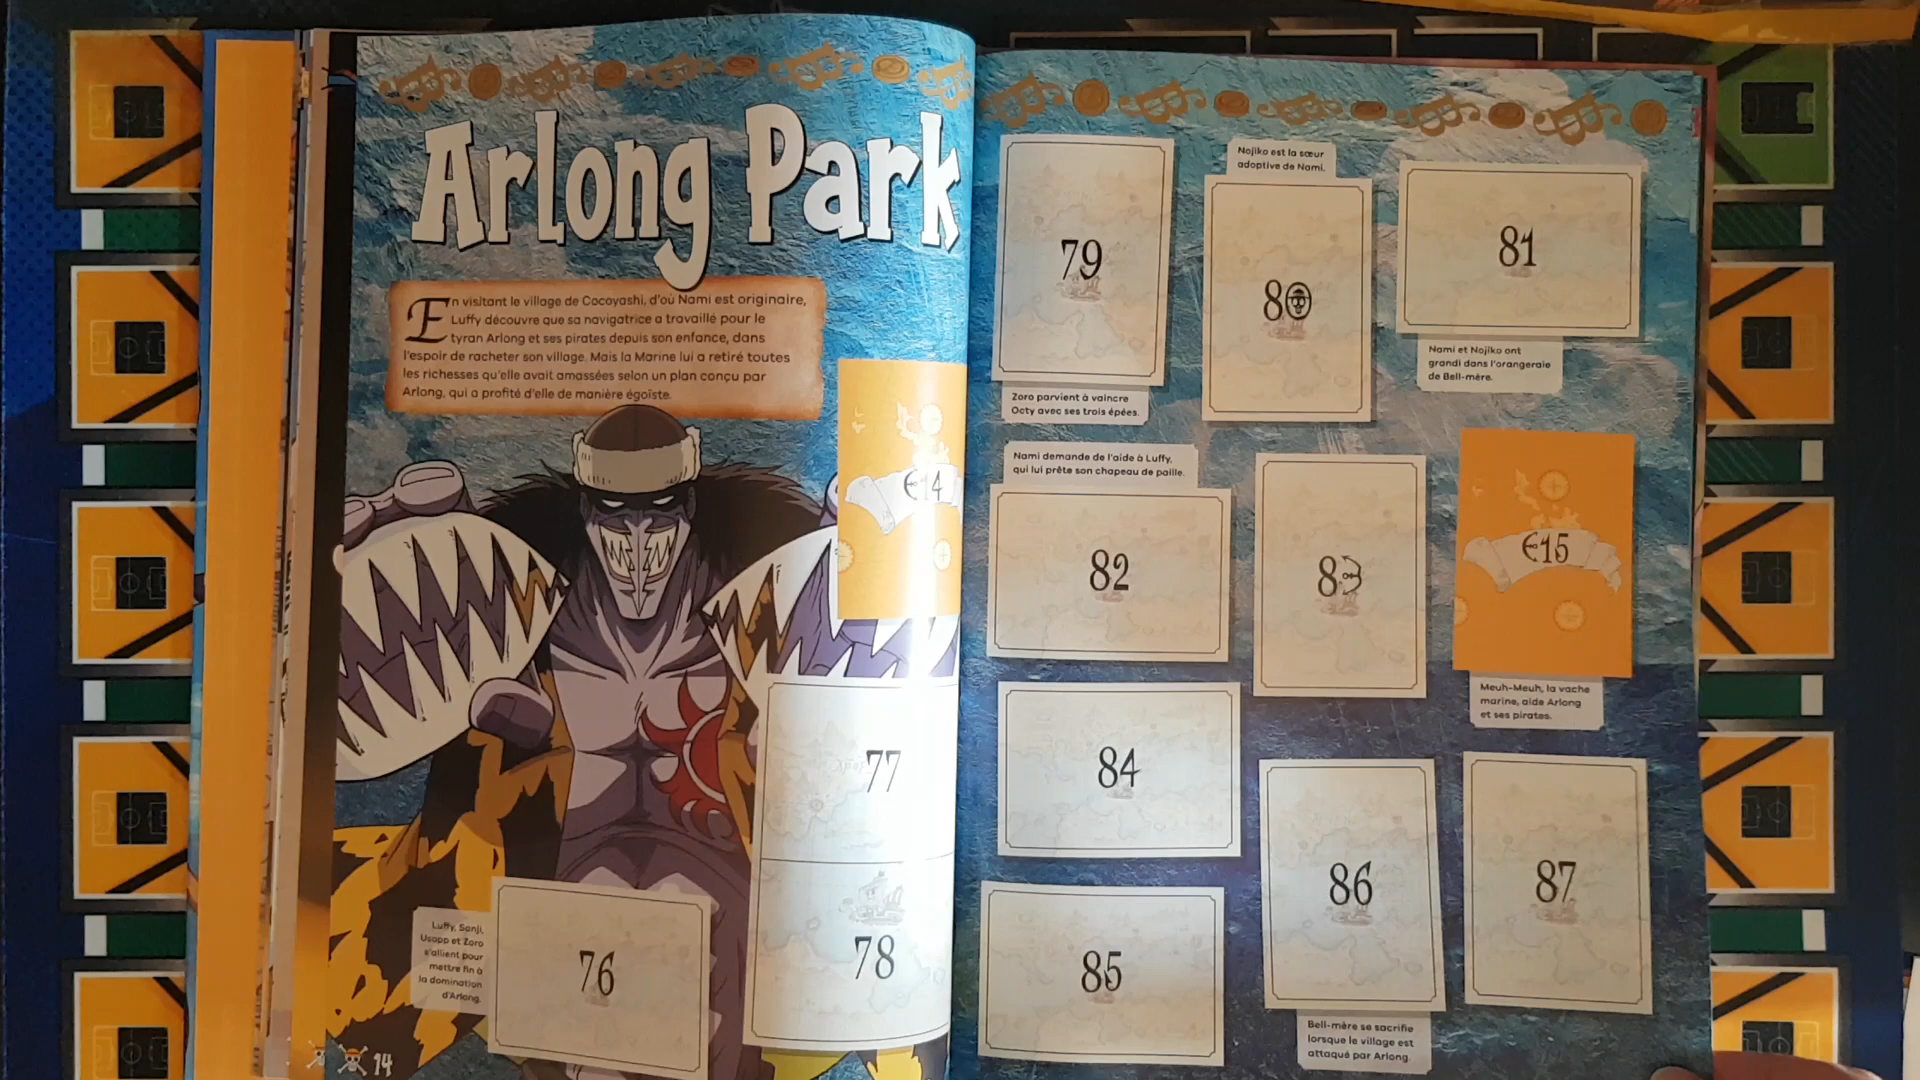 Arlong Park
En visitant le village de Cocoyashi, d'où Nami est originaire,
Luffy découvre que sa navigatrice a travaillé pour le
tyran Arlong et ses pirates depuis son enfance, dans
l'espoir de racheter son village. Mais la Marine lui a retiré toutes
les richesses qu'elle avait amassées selon un plan conçu par
Arlong, qui a profité d'elle de manière égoïste.
E14
77
78
Luffy, Sanji,
Usopp et Zoro
s'allient pour
mettre fin à
la domination
d'Arlong.
76
14
79
Zoro parvient à vaincre
Octy avec ses trois épées.
Nojiko est la sœur
adoptive de Nami.
80
81
Nami et Nojiko ont
grandi dans l'orangeraie
de Bell-mère.
Nami demande de l'aide à Luffy,
qui lui prête son chapeau de paille.
82
83
E15
Meuh-Meuh, la vache
marine, aide Arlong
et ses pirates.
84
85
86
Bell-mère se sacrifie
lorsque le village est
attaqué par Arlong.
87